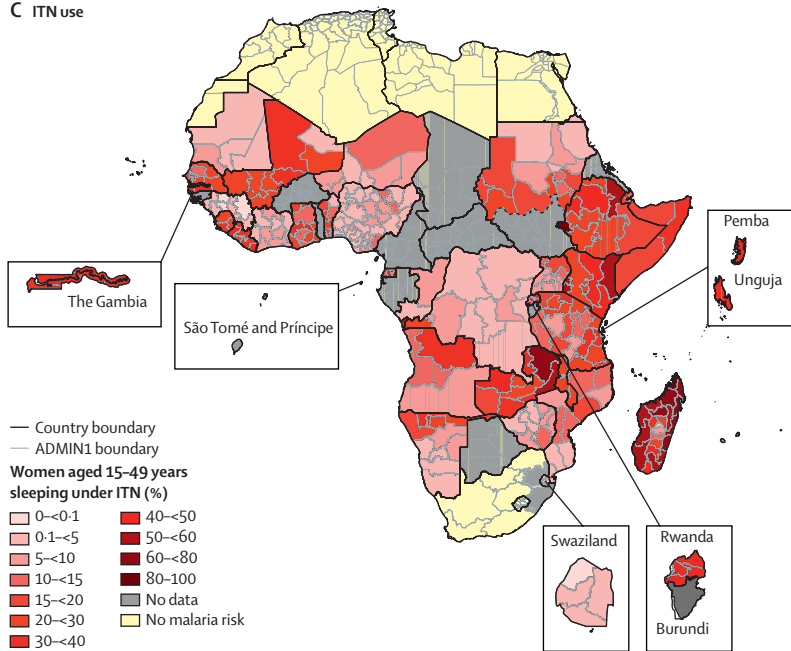 C ITN use
Pemba
Unguja
The Gambia
São Tomé and Príncipe
Country boundary
ADMIN1 boundary
Women aged 15–49 years
sleeping under ITN (%)
0–<0·1
0·1–<5
5–<10
10–<15
15–<20
20–<30
30–<40
40–<50
50–<60
60–<80
80–100
No data
No malaria risk
Swaziland
Rwanda
Burundi